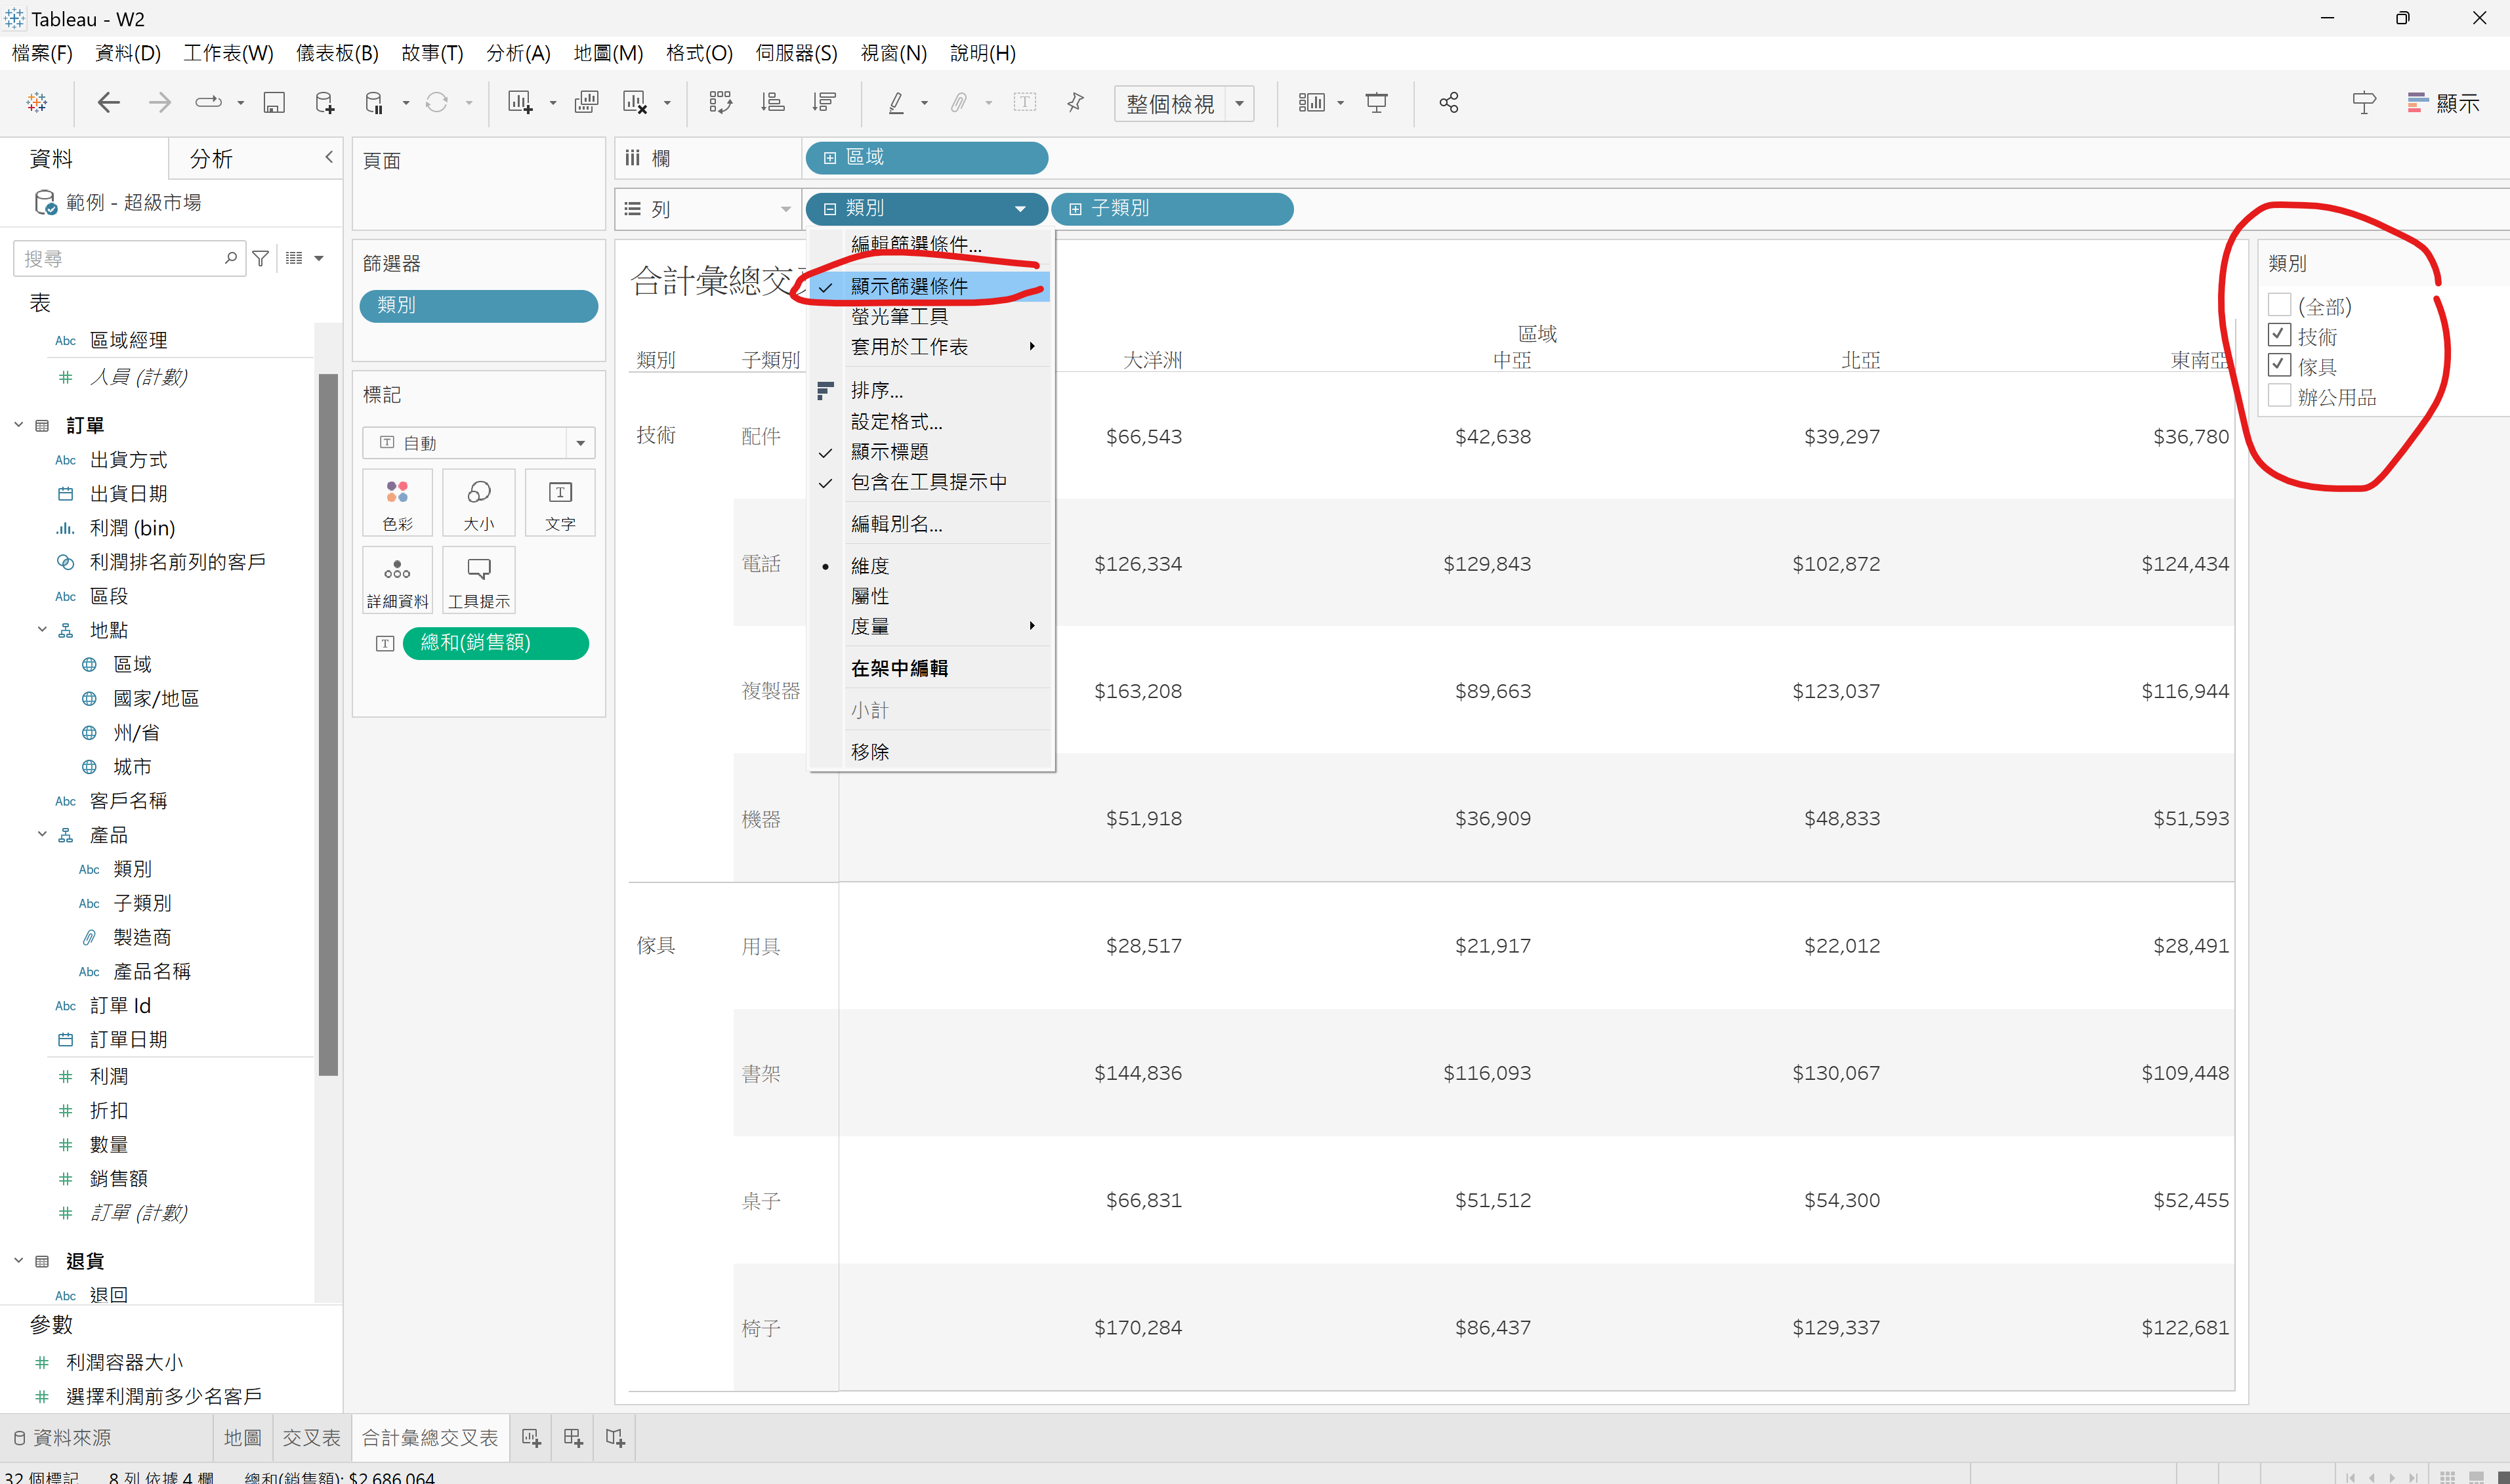 Tableau - W2
檔案(F) 資料(D) 工作表(W) 儀表板(B) 故事(T) 分析(A) 地圖(M) 格式(O) 伺服器(S) 視窗(N) 說明(H)
整個檢視
顯示
資料 分析
範例 - 超級市場
搜尋
表
Abc 區域經理
人員 (計數)
訂單
Abc 出貨方式
出貨日期
利潤 (bin)
利潤排名前列的客戶
Abc 區段
地點
區域
國家/地區
州/省
城市
Abc 客戶名稱
產品
Abc 類別
Abc 子類別
製造商
Abc 產品名稱
Abc 訂單 Id
訂單日期
利潤
折扣
數量
銷售額
訂單 (計數)
退貨
Abc 退回
參數
利潤容器大小
選擇利潤前多少名客戶
頁面
篩選器
類別
標記
自動
色彩 大小 文字
詳細資料 工具提示
總和(銷售額)
欄 區域
列 類別 子類別
合計彙總交
編輯篩選條件...
顯示篩選條件
螢光筆工具
套用於工作表
排序...
設定格式...
顯示標題
包含在工具提示中
編輯別名...
維度
屬性
度量
在架中編輯
小計
移除
區域
類別 子類別 大洋洲 中亞 北亞 東南亞
技術 配件 $66,543 $42,638 $39,297 $36,780
電話 $126,334 $129,843 $102,872 $124,434
複製器 $163,208 $89,663 $123,037 $116,944
機器 $51,918 $36,909 $48,833 $51,593
傢具 用具 $28,517 $21,917 $22,012 $28,491
書架 $144,836 $116,093 $130,067 $109,448
桌子 $66,831 $51,512 $54,300 $52,455
椅子 $170,284 $86,437 $129,337 $122,681
類別
(全部)
技術
傢具
辦公用品
資料來源 地圖 交叉表 合計彙總交叉表
32 個標記 8 列 依據 4 欄 總和(銷售額): $2,686,064